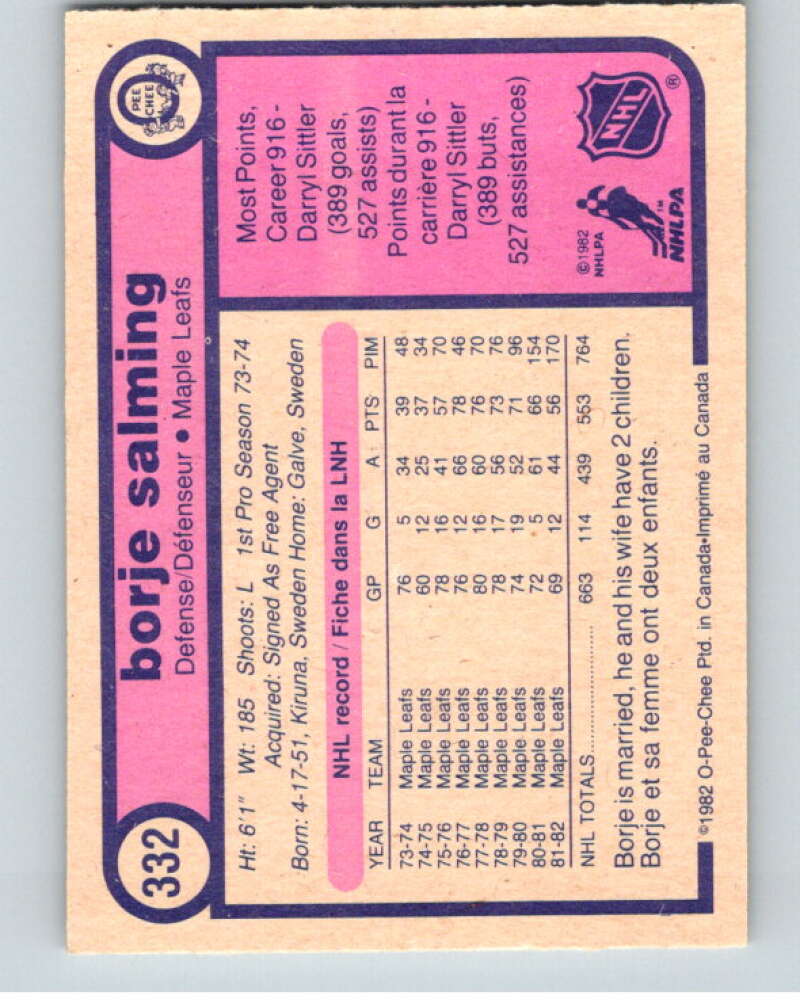 332
borje salming
Defense/Défenseur • Maple Leafs
O
PEE
CHEE
Ht: 6'1" Wt: 185 Shoots: L 1st Pro Season 73-74
Acquired: Signed As Free Agent
Born: 4-17-51, Kiruna, Sweden Home: Galve, Sweden
NHL record / Fiche dans la LNH
YEAR TEAM GP G A PTS PIM
73-74 Maple Leafs 76 5 34 39 48
74-75 Maple Leafs 60 12 25 37 34
75-76 Maple Leafs 78 16 41 57 70
76-77 Maple Leafs 76 12 66 78 46
77-78 Maple Leafs 80 16 60 76 70
78-79 Maple Leafs 78 17 56 73 76
79-80 Maple Leafs 74 19 52 71 96
80-81 Maple Leafs 72 5 61 66 154
81-82 Maple Leafs 69 12 44 56 170
NHL TOTALS 663 114 439 553 764
Borje is married, he and his wife have 2 children.
Borje et sa femme ont deux enfants.
©1982 O-Pee-Chee Ptd. in Canada•Imprimé au Canada
Most Points,
Career 916 -
Darryl Sittler
(389 goals,
527 assists)
Points durant la
carrière 916 -
Darryl Sittler
(389 buts,
527 assistances)
©1982
NHLPA
TM
NHLPA
NHL
®